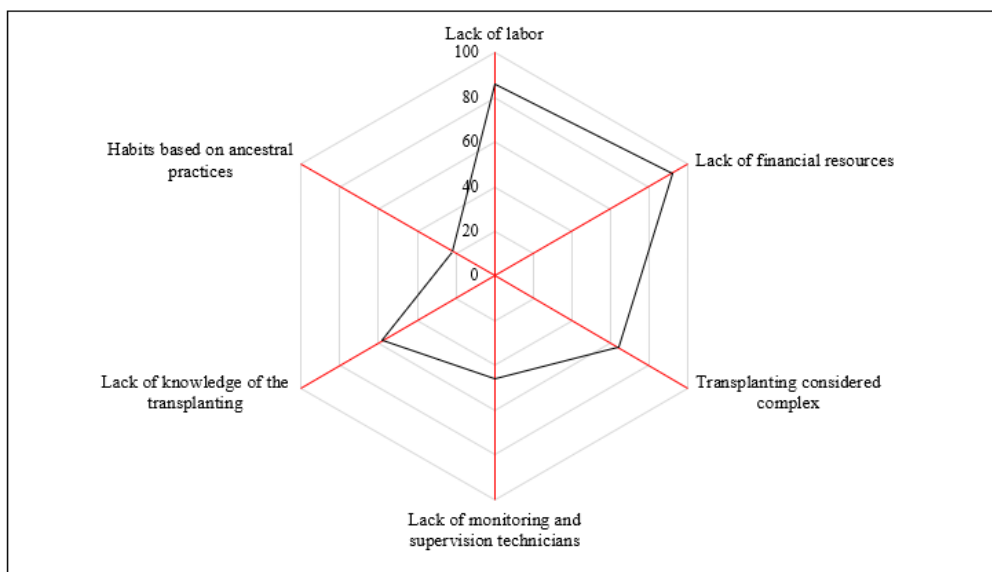 Lack of labor
100
80
60
40
20
0
Lack of financial resources
Transplanting considered
complex
Lack of monitoring and
supervision technicians
Lack of knowledge of the
transplanting
Habits based on ancestral
practices